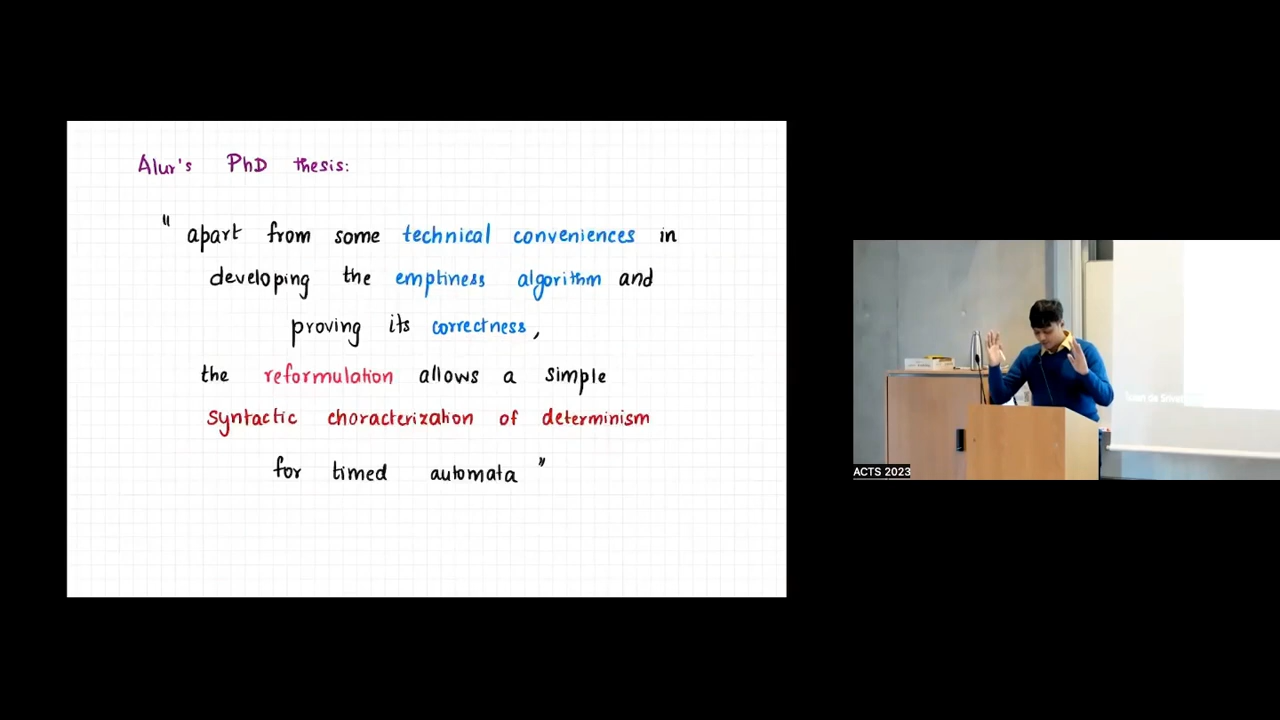 Alur's PhD thesis:
" apart from some technical conveniences in
developing the emptiness algorithm and
proving its correctness,
the reformulation allows a simple
syntactic choracterization of determinism
for timed automata "
ACTS 2023